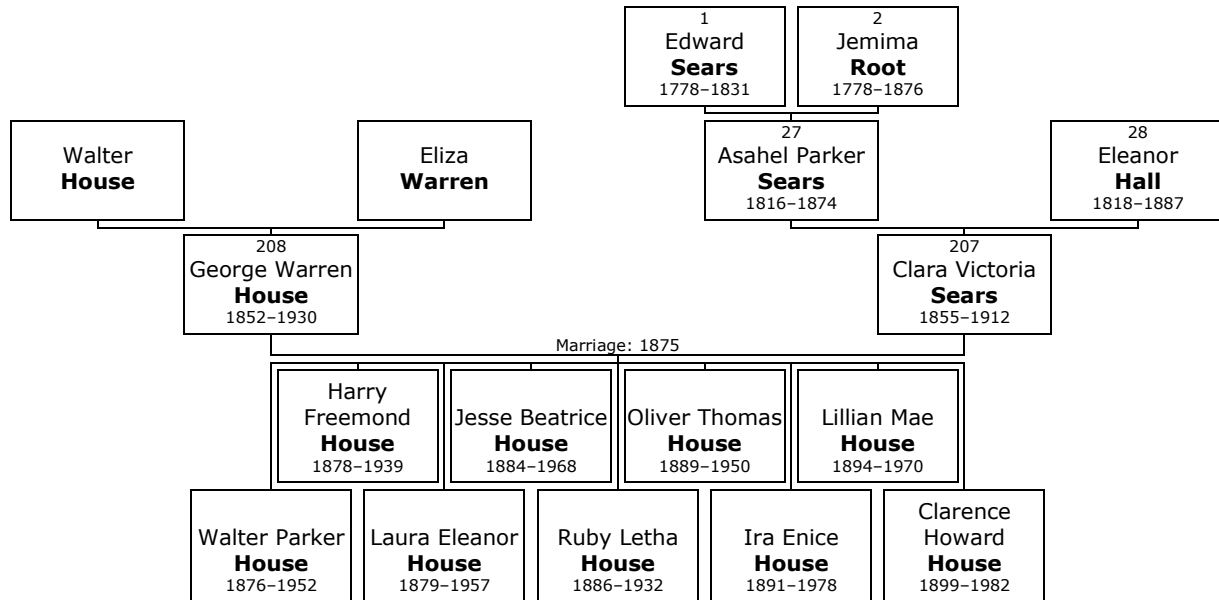 1
Edward
Sears
1778–1831
2
Jemima
Root
1778–1876
Walter
House
Eliza
Warren
27
Asahel Parker
Sears
1816–1874
28
Eleanor
Hall
1818–1887
208
George Warren
House
1852–1930
207
Clara Victoria
Sears
1855–1912
Marriage: 1875
Harry
Freemond
House
1878–1939
Jesse Beatrice
House
1884–1968
Oliver Thomas
House
1889–1950
Lillian Mae
House
1894–1970
Walter Parker
House
1876–1952
Laura Eleanor
House
1879–1957
Ruby Letha
House
1886–1932
Ira Enice
House
1891–1978
Clarence
Howard
House
1899–1982